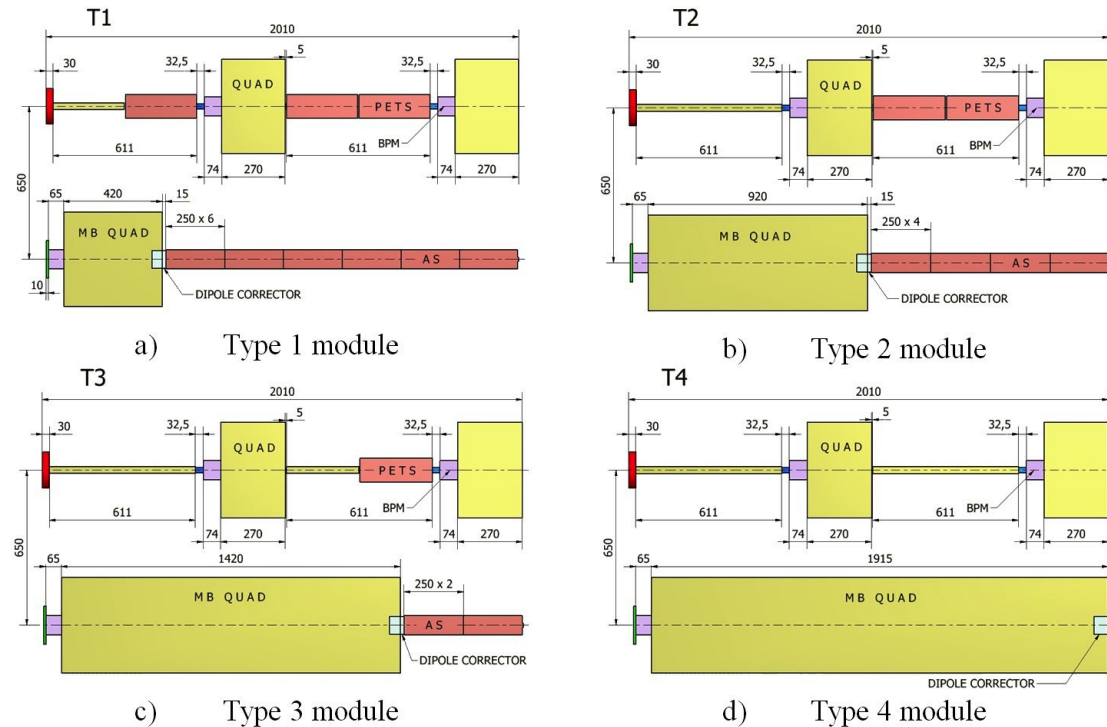 T1
2010
30
32,5
5
32,5
QUAD
PETS
BPM
611
611
74
270
74
270
650
65
420
15
250 x 6
MB QUAD
AS
10
DIPOLE CORRECTOR
a) Type 1 module
T2
2010
30
32,5
5
32,5
QUAD
PETS
BPM
611
611
74
270
74
270
650
65
920
15
250 x 4
MB QUAD
AS
DIPOLE CORRECTOR
b) Type 2 module
T3
2010
30
32,5
5
32,5
QUAD
PETS
BPM
611
611
74
270
74
270
650
65
1420
250 x 2
MB QUAD
AS
DIPOLE CORRECTOR
c) Type 3 module
T4
2010
30
32,5
5
32,5
QUAD
BPM
611
611
74
270
74
270
650
65
1915
MB QUAD
DIPOLE CORRECTOR
d) Type 4 module